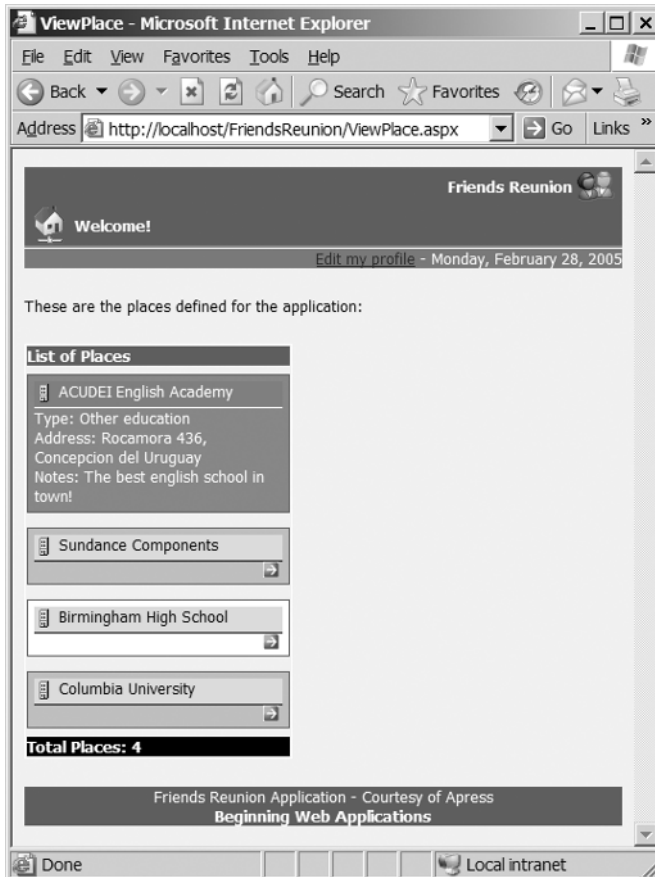 ViewPlace - Microsoft Internet Explorer
File Edit View Favorites Tools Help
Back Search Favorites
Address http://localhost/FriendsReunion/ViewPlace.aspx Go Links »
Friends Reunion
Welcome!
Edit my profile - Monday, February 28, 2005
These are the places defined for the application:
List of Places
ACUDEI English Academy
Type: Other education
Address: Rocamora 436,
Concepcion del Uruguay
Notes: The best english school in
town!
Sundance Components
Birmingham High School
Columbia University
Total Places: 4
Friends Reunion Application - Courtesy of Apress
Beginning Web Applications
Done Local intranet